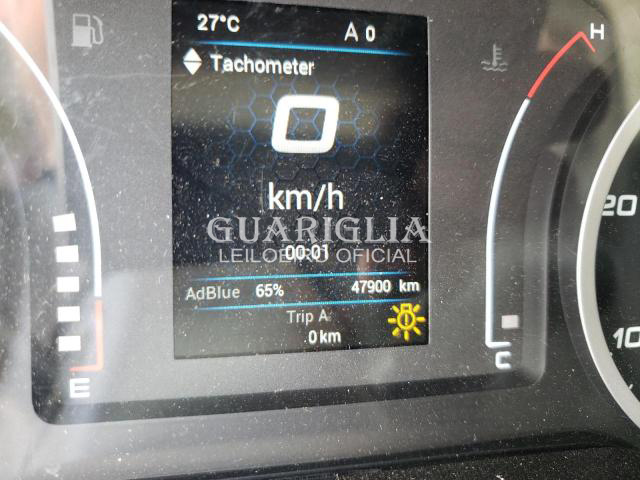 27°C A 0
Tachometer
0
km/h
GUARIGLIA
LEILOEIRO OFICIAL
00:01
AdBlue 65% 47900 km
Trip A
0 km
E
H
C
20
10